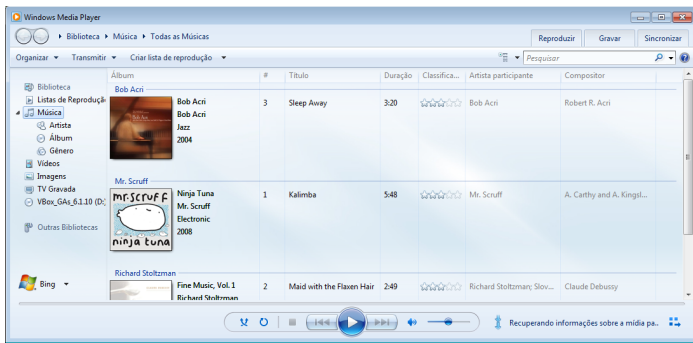 Windows Media Player
Biblioteca Música Todas as Músicas
Reproduzir Gravar Sincronizar
Organizar Transmitir Criar lista de reprodução
Pesquisar
Álbum # Título Duração Classifica... Artista participante Compositor
Biblioteca
Listas de Reproduçã
Música
Artista
Álbum
Gênero
Vídeos
Imagens
TV Gravada
VBox_GAs_6.1.10 (D:)
Outras Bibliotecas
Bing
Bob Acri
Bob Acri 3 Sleep Away 3:20 Bob Acri Robert R. Acri
Bob Acri
Jazz
2004
Mr. Scruff
mr.scruff
ninja tuna
Ninja Tuna 1 Kalimba 5:48 Mr. Scruff A. Carthy and A. Kingsl...
Mr. Scruff
Electronic
2008
Richard Stoltzman
Fine Music, Vol. 1 2 Maid with the Flaxen Hair 2:49 Richard Stoltzman; Slov... Claude Debussy
Richard Stoltzman
Recuperando informações sobre a mídia pa..